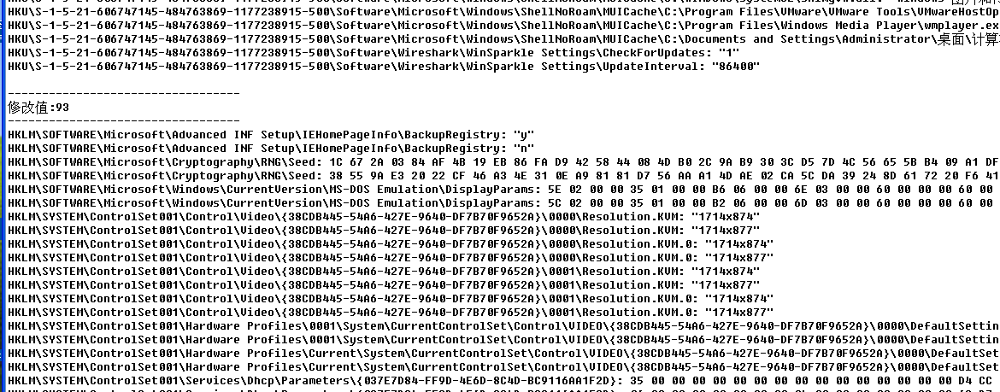 HKU\S-1-5-21-606747145-484763869-1177238915-500\Software\Microsoft\Windows\ShellNoRoam\MUICache\C:\Program Files\VMware\VMware Tools\VMwareHostOp
HKU\S-1-5-21-606747145-484763869-1177238915-500\Software\Microsoft\Windows\ShellNoRoam\MUICache\C:\Program Files\Windows Media Player\wmplayer.ex
HKU\S-1-5-21-606747145-484763869-1177238915-500\Software\Microsoft\Windows\ShellNoRoam\MUICache\C:\Documents and Settings\Administrator\桌面\计算
HKU\S-1-5-21-606747145-484763869-1177238915-500\Software\Wireshark\WinSparkle Settings\CheckForUpdates: "1"
HKU\S-1-5-21-606747145-484763869-1177238915-500\Software\Wireshark\WinSparkle Settings\UpdateInterval: "86400"
----------------------------------
修改值:93
----------------------------------
HKLM\SOFTWARE\Microsoft\Advanced INF Setup\IEHomePageInfo\BackupRegistry: "y"
HKLM\SOFTWARE\Microsoft\Advanced INF Setup\IEHomePageInfo\BackupRegistry: "n"
HKLM\SOFTWARE\Microsoft\Cryptography\RNG\Seed: 1C 67 2A 03 84 AF 4B 19 EB 86 FA D9 42 58 44 08 4D B0 2C 9A B9 30 3C D5 7D 4C 56 65 5B B4 09 A1 DF
HKLM\SOFTWARE\Microsoft\Cryptography\RNG\Seed: 38 55 9A E3 20 22 CF 46 A3 4E 31 0E A9 81 81 D7 56 AA A1 4D AE 02 CA 5C DA 39 24 8D 61 72 20 F6 41
HKLM\SOFTWARE\Microsoft\Windows\CurrentVersion\MS-DOS Emulation\DisplayParams: 5E 02 00 00 35 01 00 00 B6 06 00 00 6E 03 00 00 60 00 00 00 60 00
HKLM\SOFTWARE\Microsoft\Windows\CurrentVersion\MS-DOS Emulation\DisplayParams: 5C 02 00 00 35 01 00 00 B2 06 00 00 6D 03 00 00 60 00 00 00 60 00
HKLM\SYSTEM\ControlSet001\Control\Video\{38CDB445-54A6-427E-9640-DF7B70F9652A}\0000\Resolution.KVM: "1714x874"
HKLM\SYSTEM\ControlSet001\Control\Video\{38CDB445-54A6-427E-9640-DF7B70F9652A}\0000\Resolution.KVM: "1714x877"
HKLM\SYSTEM\ControlSet001\Control\Video\{38CDB445-54A6-427E-9640-DF7B70F9652A}\0000\Resolution.KVM.0: "1714x874"
HKLM\SYSTEM\ControlSet001\Control\Video\{38CDB445-54A6-427E-9640-DF7B70F9652A}\0000\Resolution.KVM.0: "1714x877"
HKLM\SYSTEM\ControlSet001\Control\Video\{38CDB445-54A6-427E-9640-DF7B70F9652A}\0001\Resolution.KVM: "1714x874"
HKLM\SYSTEM\ControlSet001\Control\Video\{38CDB445-54A6-427E-9640-DF7B70F9652A}\0001\Resolution.KVM: "1714x877"
HKLM\SYSTEM\ControlSet001\Control\Video\{38CDB445-54A6-427E-9640-DF7B70F9652A}\0001\Resolution.KVM.0: "1714x874"
HKLM\SYSTEM\ControlSet001\Control\Video\{38CDB445-54A6-427E-9640-DF7B70F9652A}\0001\Resolution.KVM.0: "1714x877"
HKLM\SYSTEM\ControlSet001\Hardware Profiles\0001\System\CurrentControlSet\Control\VIDEO\{38CDB445-54A6-427E-9640-DF7B70F9652A}\0000\DefaultSettin
HKLM\SYSTEM\ControlSet001\Hardware Profiles\0001\System\CurrentControlSet\Control\VIDEO\{38CDB445-54A6-427E-9640-DF7B70F9652A}\0000\DefaultSettin
HKLM\SYSTEM\ControlSet001\Hardware Profiles\Current\System\CurrentControlSet\Control\VIDEO\{38CDB445-54A6-427E-9640-DF7B70F9652A}\0000\DefaultSet
HKLM\SYSTEM\ControlSet001\Hardware Profiles\Current\System\CurrentControlSet\Control\VIDEO\{38CDB445-54A6-427E-9640-DF7B70F9652A}\0000\DefaultSet
HKLM\SYSTEM\ControlSet001\Services\Dhcp\Parameters\{037E7D84-FF9D-4E6D-8C4D-BC9116AA1F2D}: 35 00 00 00 00 00 00 00 00 00 00 00 00 00 00 00 D4 CC